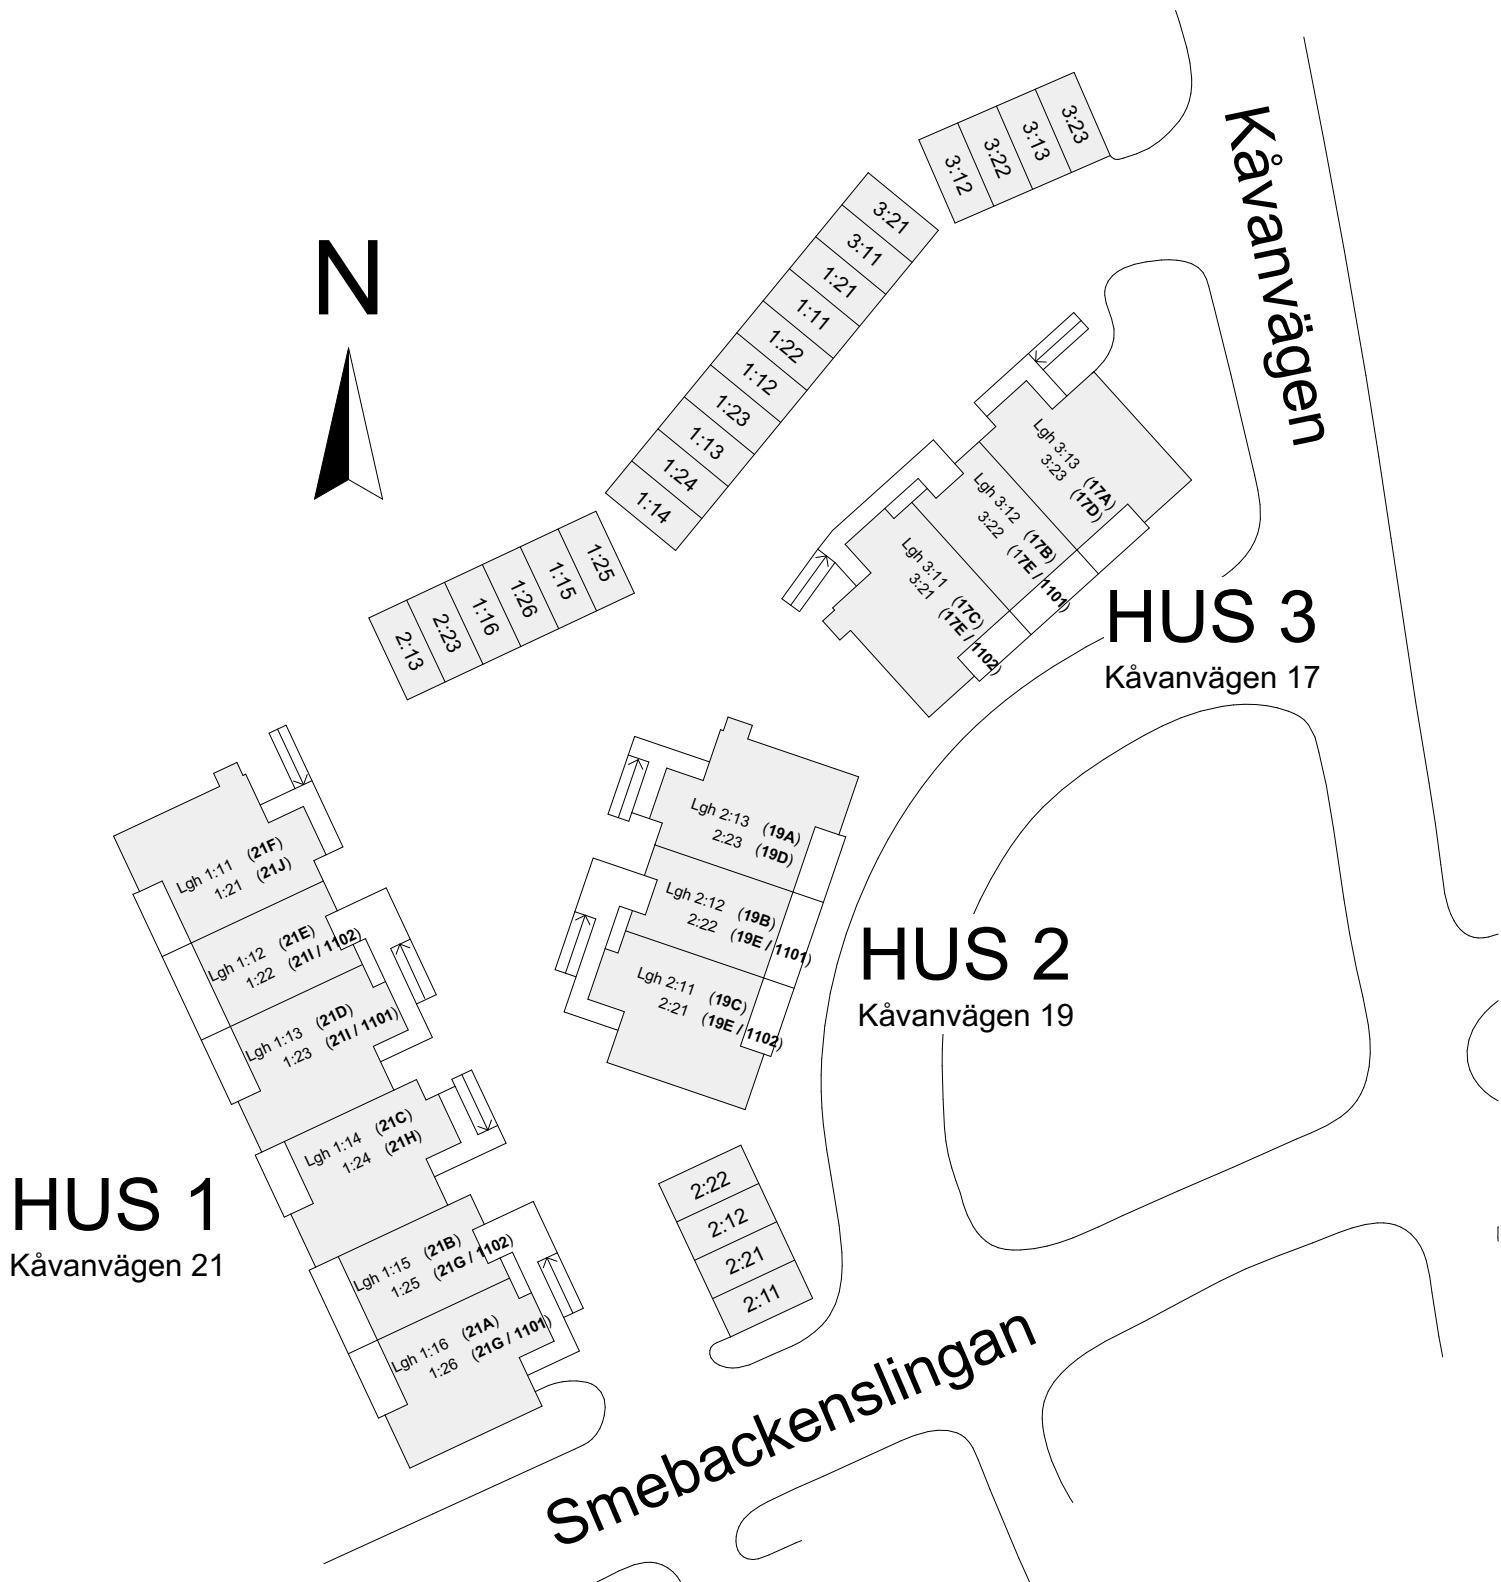 3:12
3:22
3:13
3:23
Kåvanvägen
N
3:21
3:11
1:21
1:11
1:22
1:12
1:23
1:13
1:24
1:14
2:13
2:23
1:16
1:26
1:15
1:25
Lgh 3:13 (17A)
3:23 (17D)
Lgh 3:12 (17B)
3:22 (17E / 1101)
Lgh 3:11 (17C)
3:21 (17E / 1102)
HUS 3
Kåvanvägen 17
Lgh 2:13 (19A)
2:23 (19D)
Lgh 2:12 (19B)
2:22 (19E / 1101)
Lgh 2:11 (19C)
2:21 (19E / 1102)
HUS 2
Kåvanvägen 19
Lgh 1:11 (21F)
1:21 (21J)
Lgh 1:12 (21E)
1:22 (21I / 1102)
Lgh 1:13 (21D)
1:23 (21I / 1101)
Lgh 1:14 (21C)
1:24 (21H)
Lgh 1:15 (21B)
1:25 (21G / 1102)
Lgh 1:16 (21A)
1:26 (21G / 1101)
HUS 1
Kåvanvägen 21
2:22
2:12
2:21
2:11
Smebackenslingan